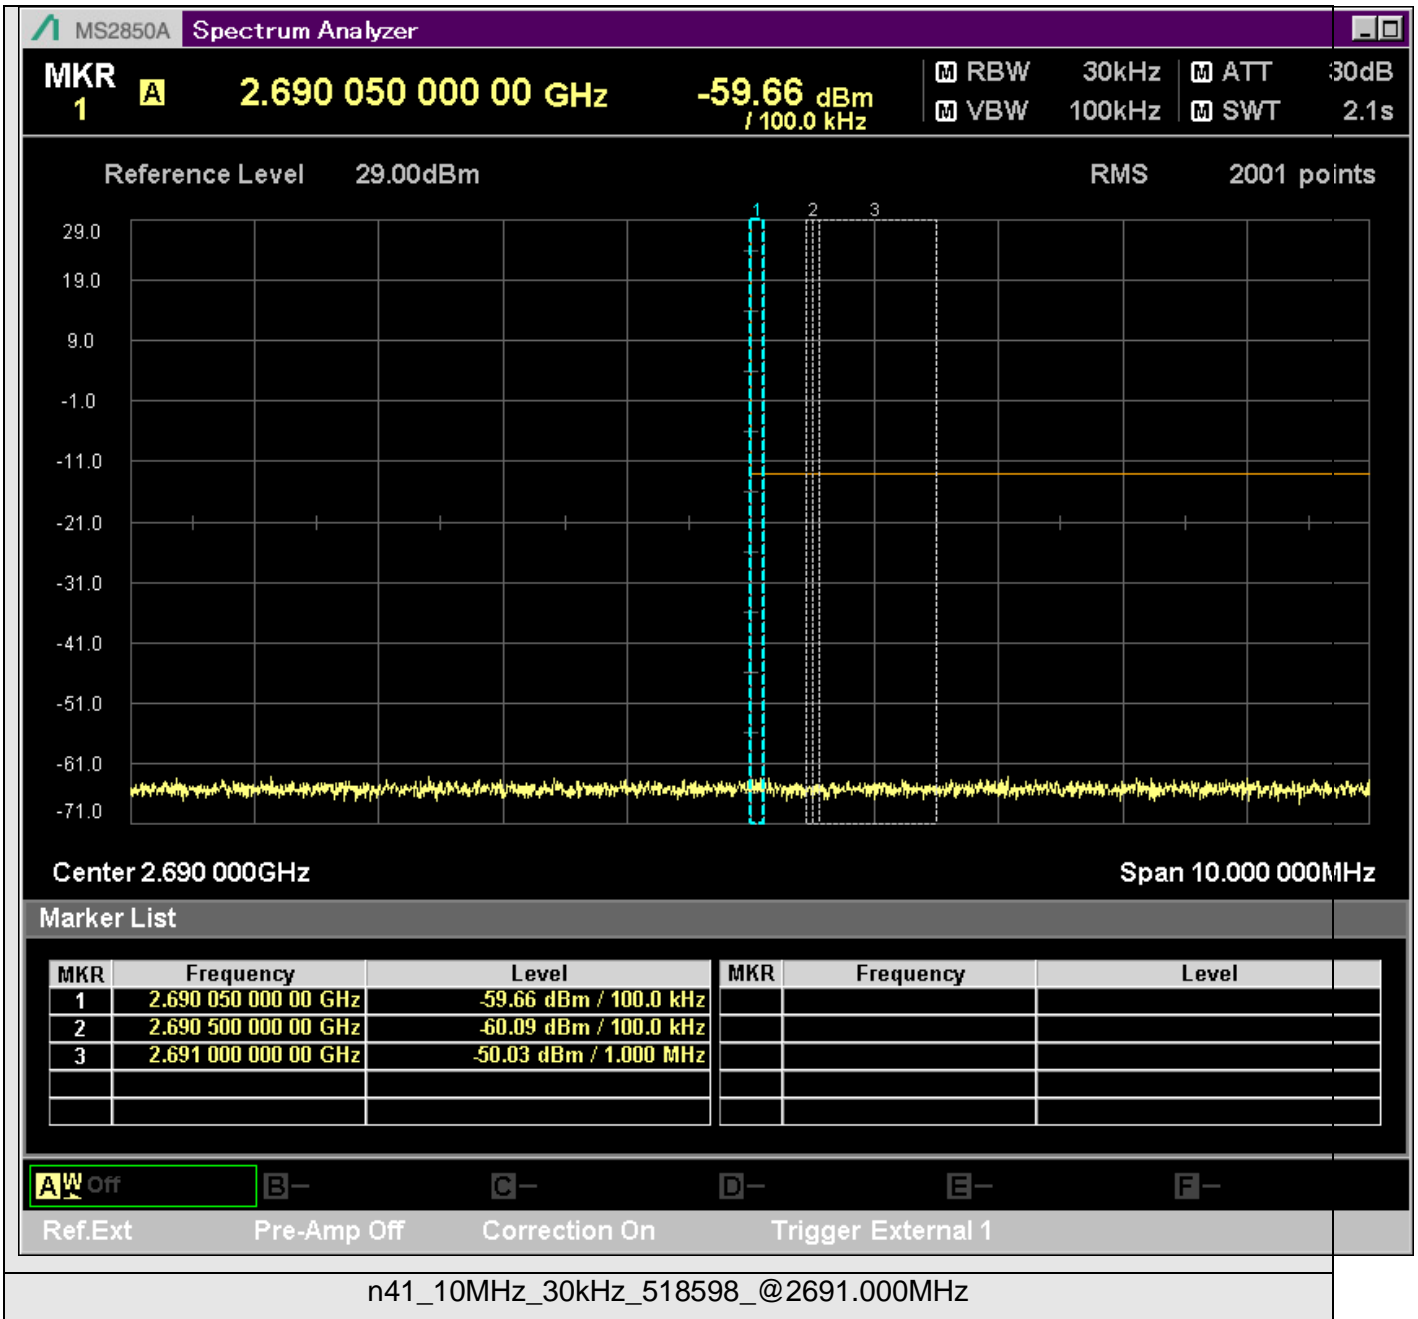 MS2850A Spectrum Analyzer
MKR 1 A 2.690 050 000 00 GHz -59.66 dBm / 100.0 kHz
M RBW 30kHz M ATT 30dB
M VBW 100kHz M SWT 2.1s
Reference Level 29.00dBm RMS 2001 points
1 2 3
29.0
19.0
9.0
-1.0
-11.0
-21.0
-31.0
-41.0
-51.0
-61.0
-71.0
Center 2.690 000GHz Span 10.000 000MHz
Marker List
MKR Frequency Level MKR Frequency Level
1 2.690 050 000 00 GHz -59.66 dBm / 100.0 kHz
2 2.690 500 000 00 GHz -60.09 dBm / 100.0 kHz
3 2.691 000 000 00 GHz -50.03 dBm / 1.000 MHz
A W Off B C D E F
Ref.Ext Pre-Amp Off Correction On Trigger External 1
n41_10MHz_30kHz_518598_@2691.000MHz